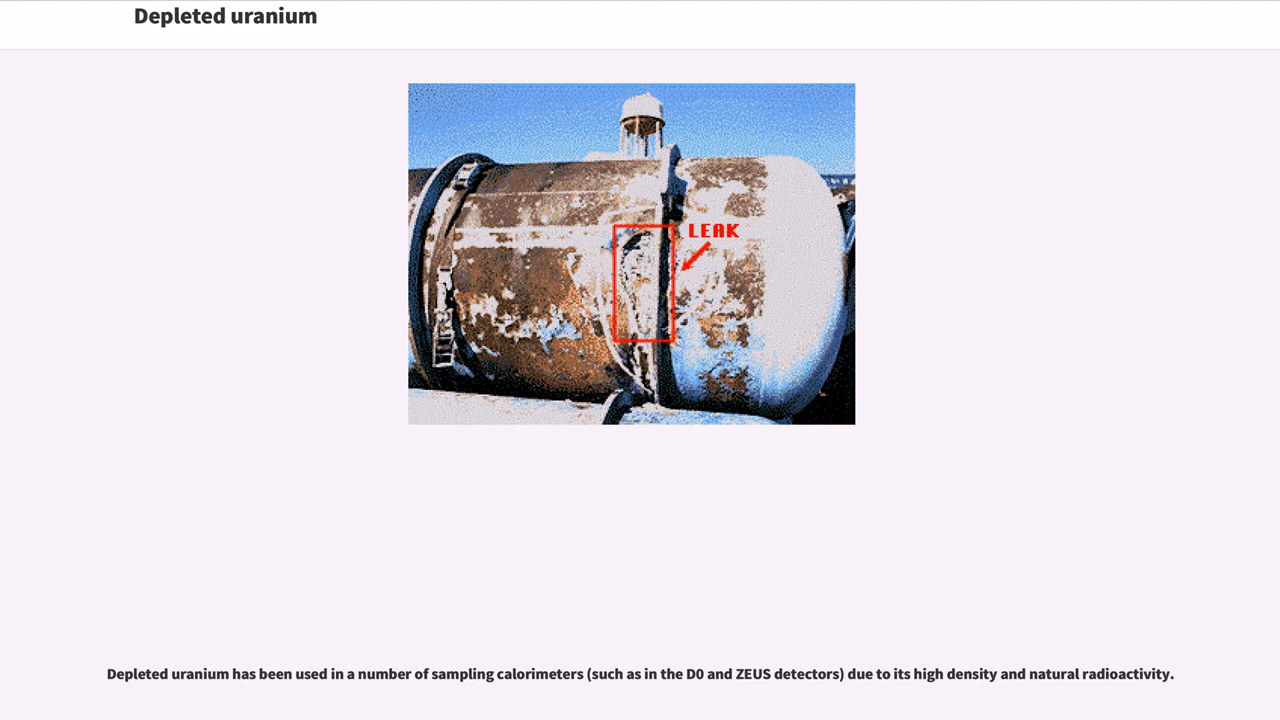 Depleted uranium
LEAK
Depleted uranium has been used in a number of sampling calorimeters (such as in the D0 and ZEUS detectors) due to its high density and natural radioactivity.